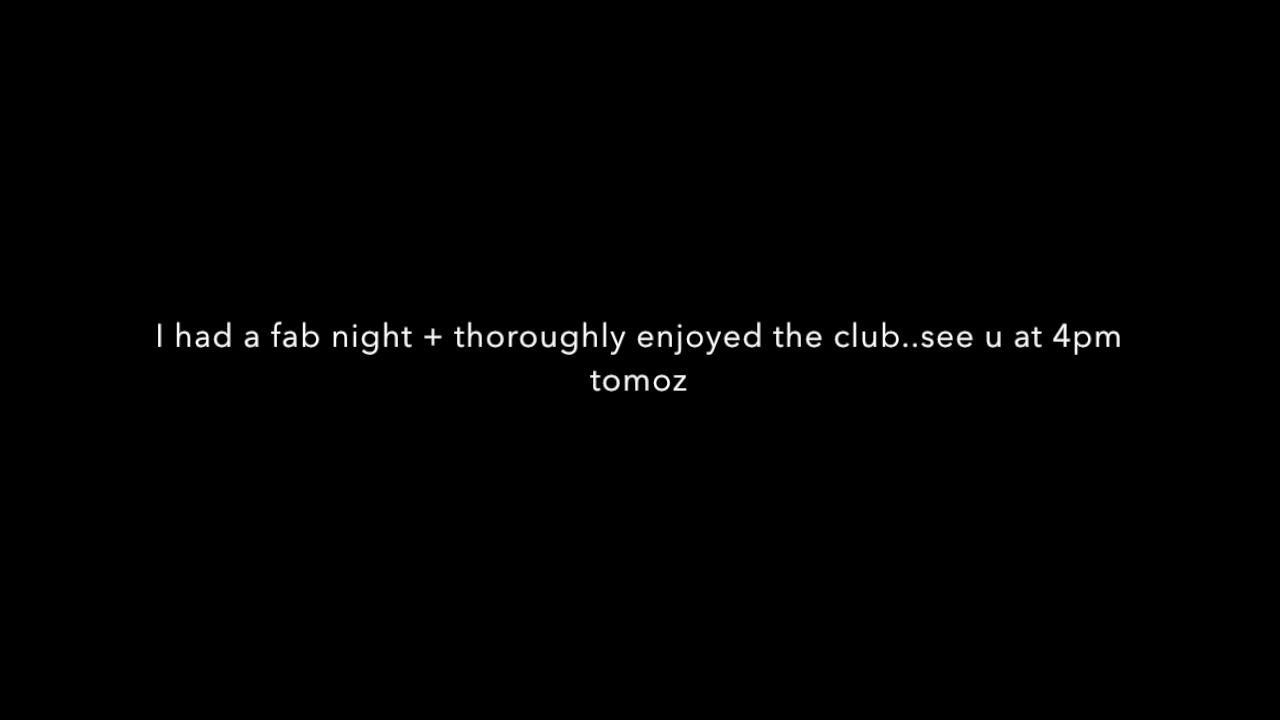 I had a fab night + thoroughly enjoyed the club..see u at 4pm
tomoz